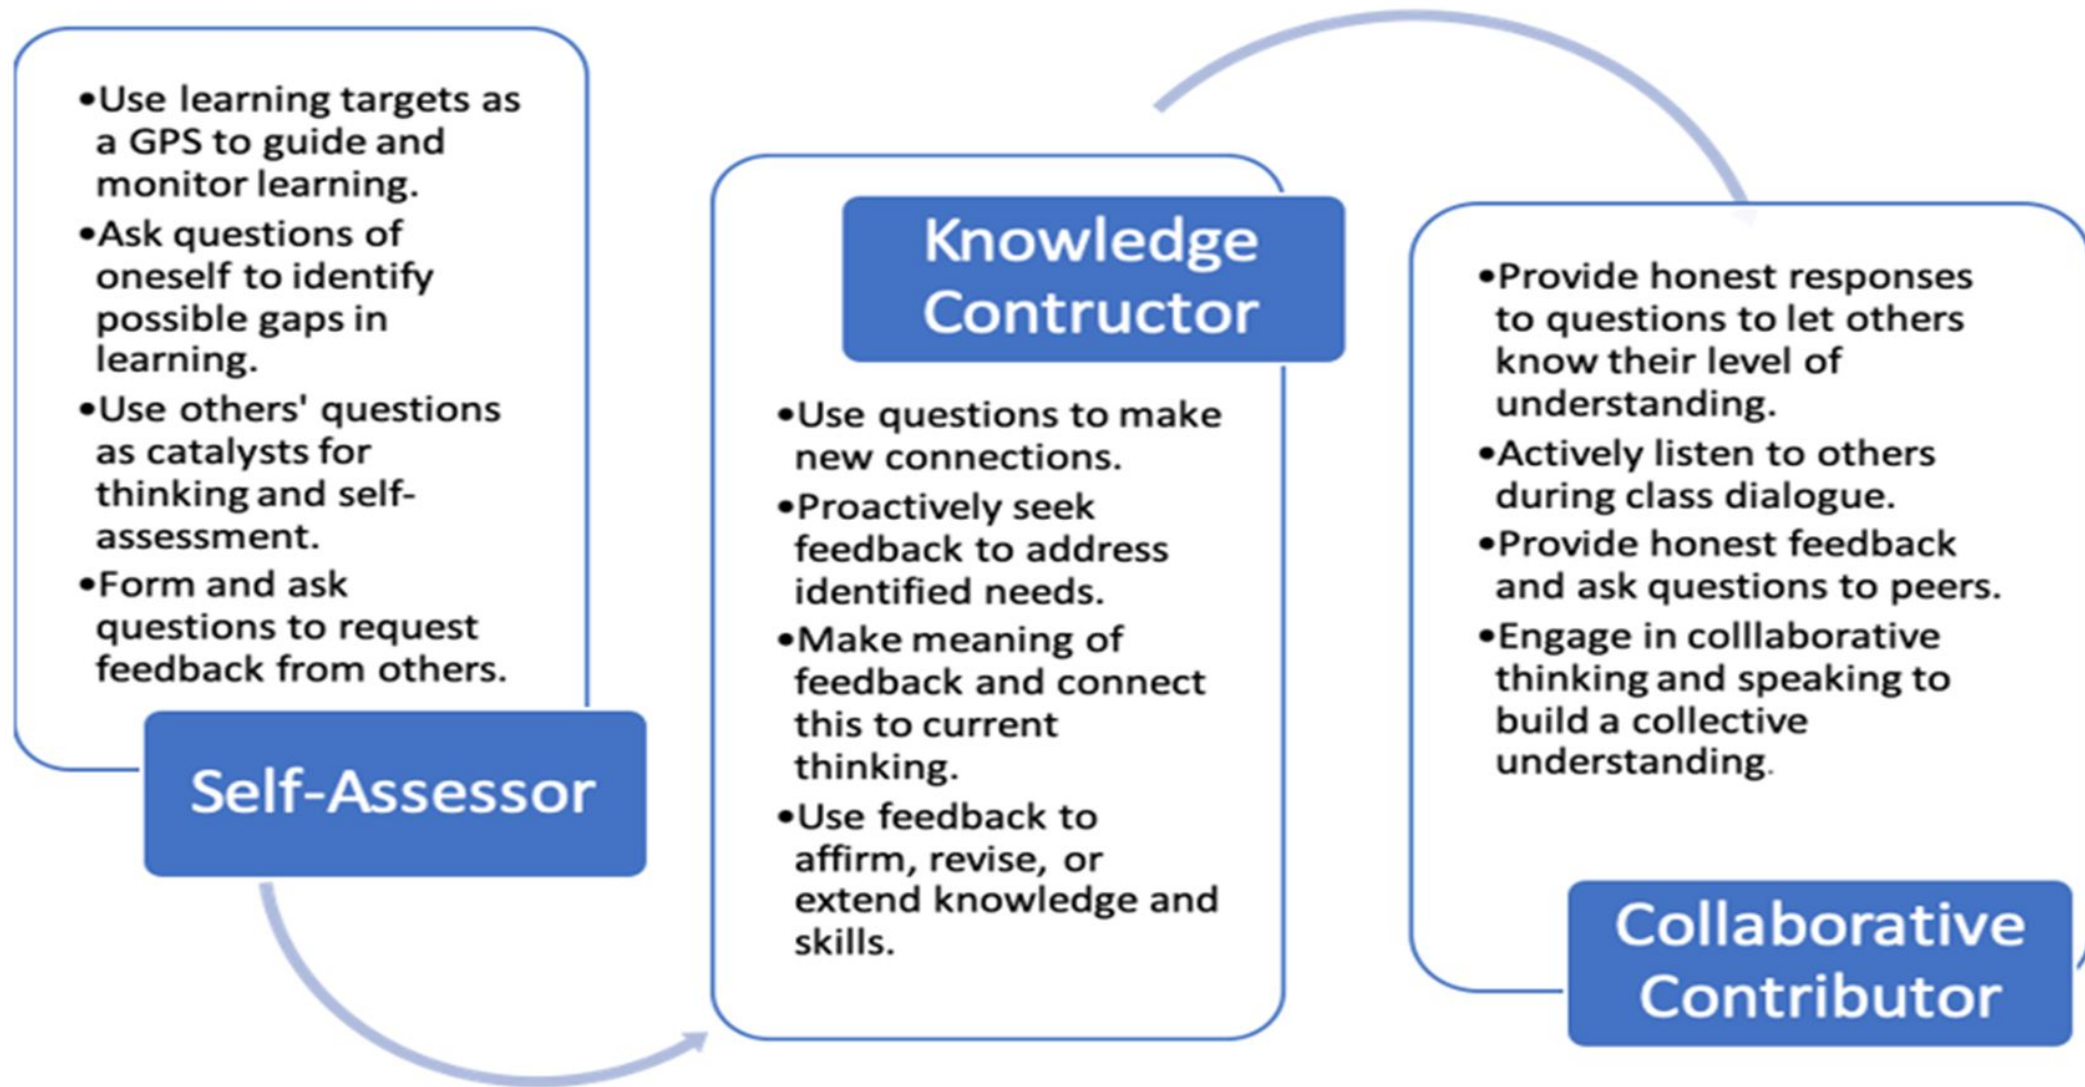 •Use learning targets as
a GPS to guide and
monitor learning.
•Ask questions of
oneself to identify
possible gaps in
learning.
•Use others' questions
as catalysts for
thinking and self-
assessment.
•Form and ask
questions to request
feedback from others.
Self-Assessor
Knowledge
Contructor
•Use questions to make
new connections.
•Proactively seek
feedback to address
identified needs.
•Make meaning of
feedback and connect
this to current
thinking.
•Use feedback to
affirm, revise, or
extend knowledge and
skills.
•Provide honest responses
to questions to let others
know their level of
understanding.
•Actively listen to others
during class dialogue.
•Provide honest feedback
and ask questions to peers.
•Engage in colllaborative
thinking and speaking to
build a collective
understanding.
Collaborative
Contributor